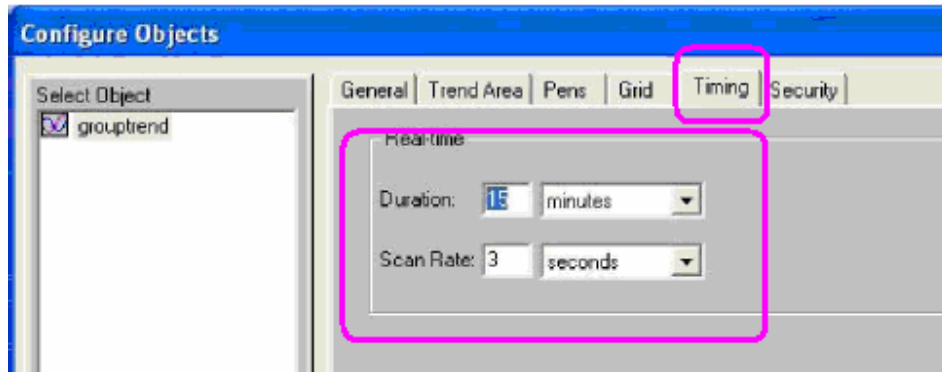 Configure Objects
Select Object
grouptrend
General Trend Area Pens Grid Timing Security
Real-time
Duration: 15 minutes
Scan Rate: 3 seconds